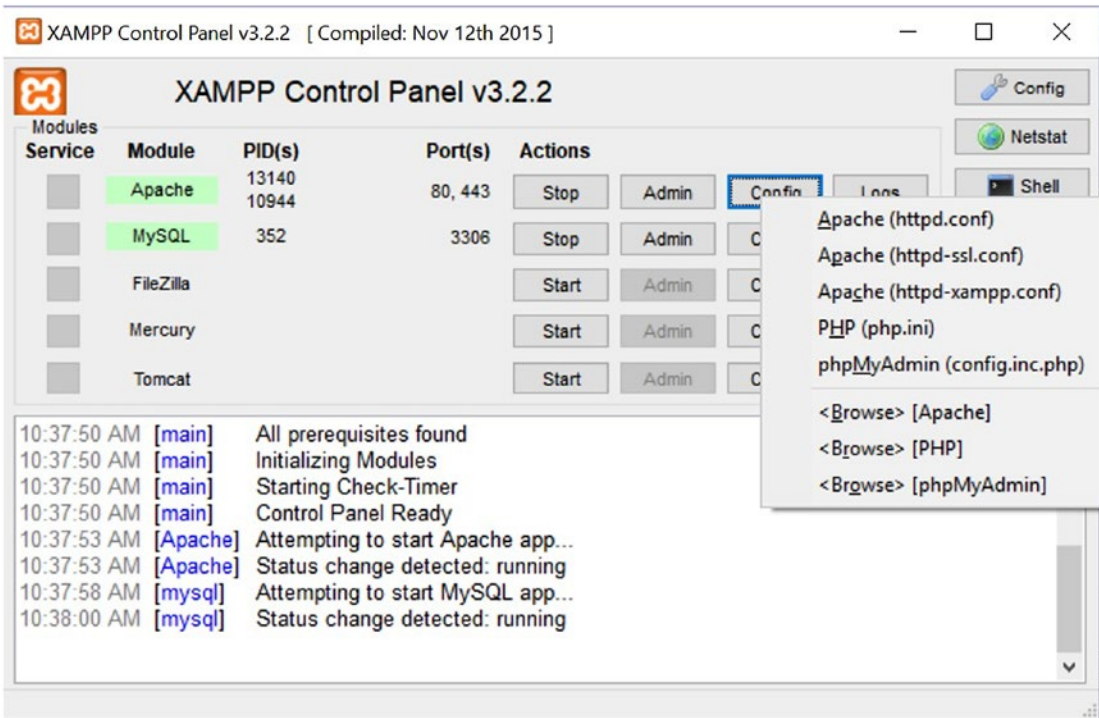 XAMPP Control Panel v3.2.2 [ Compiled: Nov 12th 2015 ]
XAMPP Control Panel v3.2.2
Config
Modules
Netstat
Service Module PID(s) Port(s) Actions
Shell
Apache 13140 10944 80, 443 Stop Admin Config Logs
MySQL 352 3306 Stop Admin
FileZilla Start Admin
Mercury Start Admin
Tomcat Start Admin
Apache (httpd.conf)
Apache (httpd-ssl.conf)
Apache (httpd-xampp.conf)
PHP (php.ini)
phpMyAdmin (config.inc.php)
<Browse> [Apache]
<Browse> [PHP]
<Browse> [phpMyAdmin]
10:37:50 AM [main] All prerequisites found
10:37:50 AM [main] Initializing Modules
10:37:50 AM [main] Starting Check-Timer
10:37:50 AM [main] Control Panel Ready
10:37:53 AM [Apache] Attempting to start Apache app...
10:37:53 AM [Apache] Status change detected: running
10:37:58 AM [mysql] Attempting to start MySQL app...
10:38:00 AM [mysql] Status change detected: running